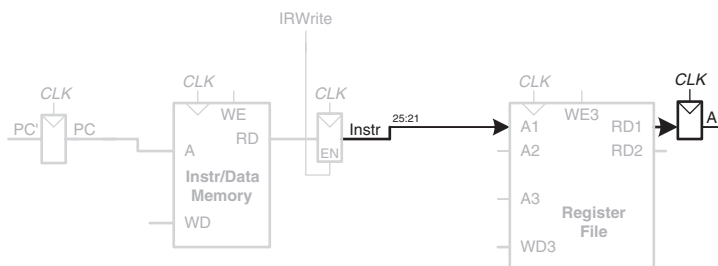 IRWrite
CLK
CLK
CLK
CLK
CLK
PC'
PC
WE
RD
A
Instr/Data
Memory
WD
EN
Instr
25:21
A1
WE3
RD1
A2
RD2
A3
Register
File
WD3
A